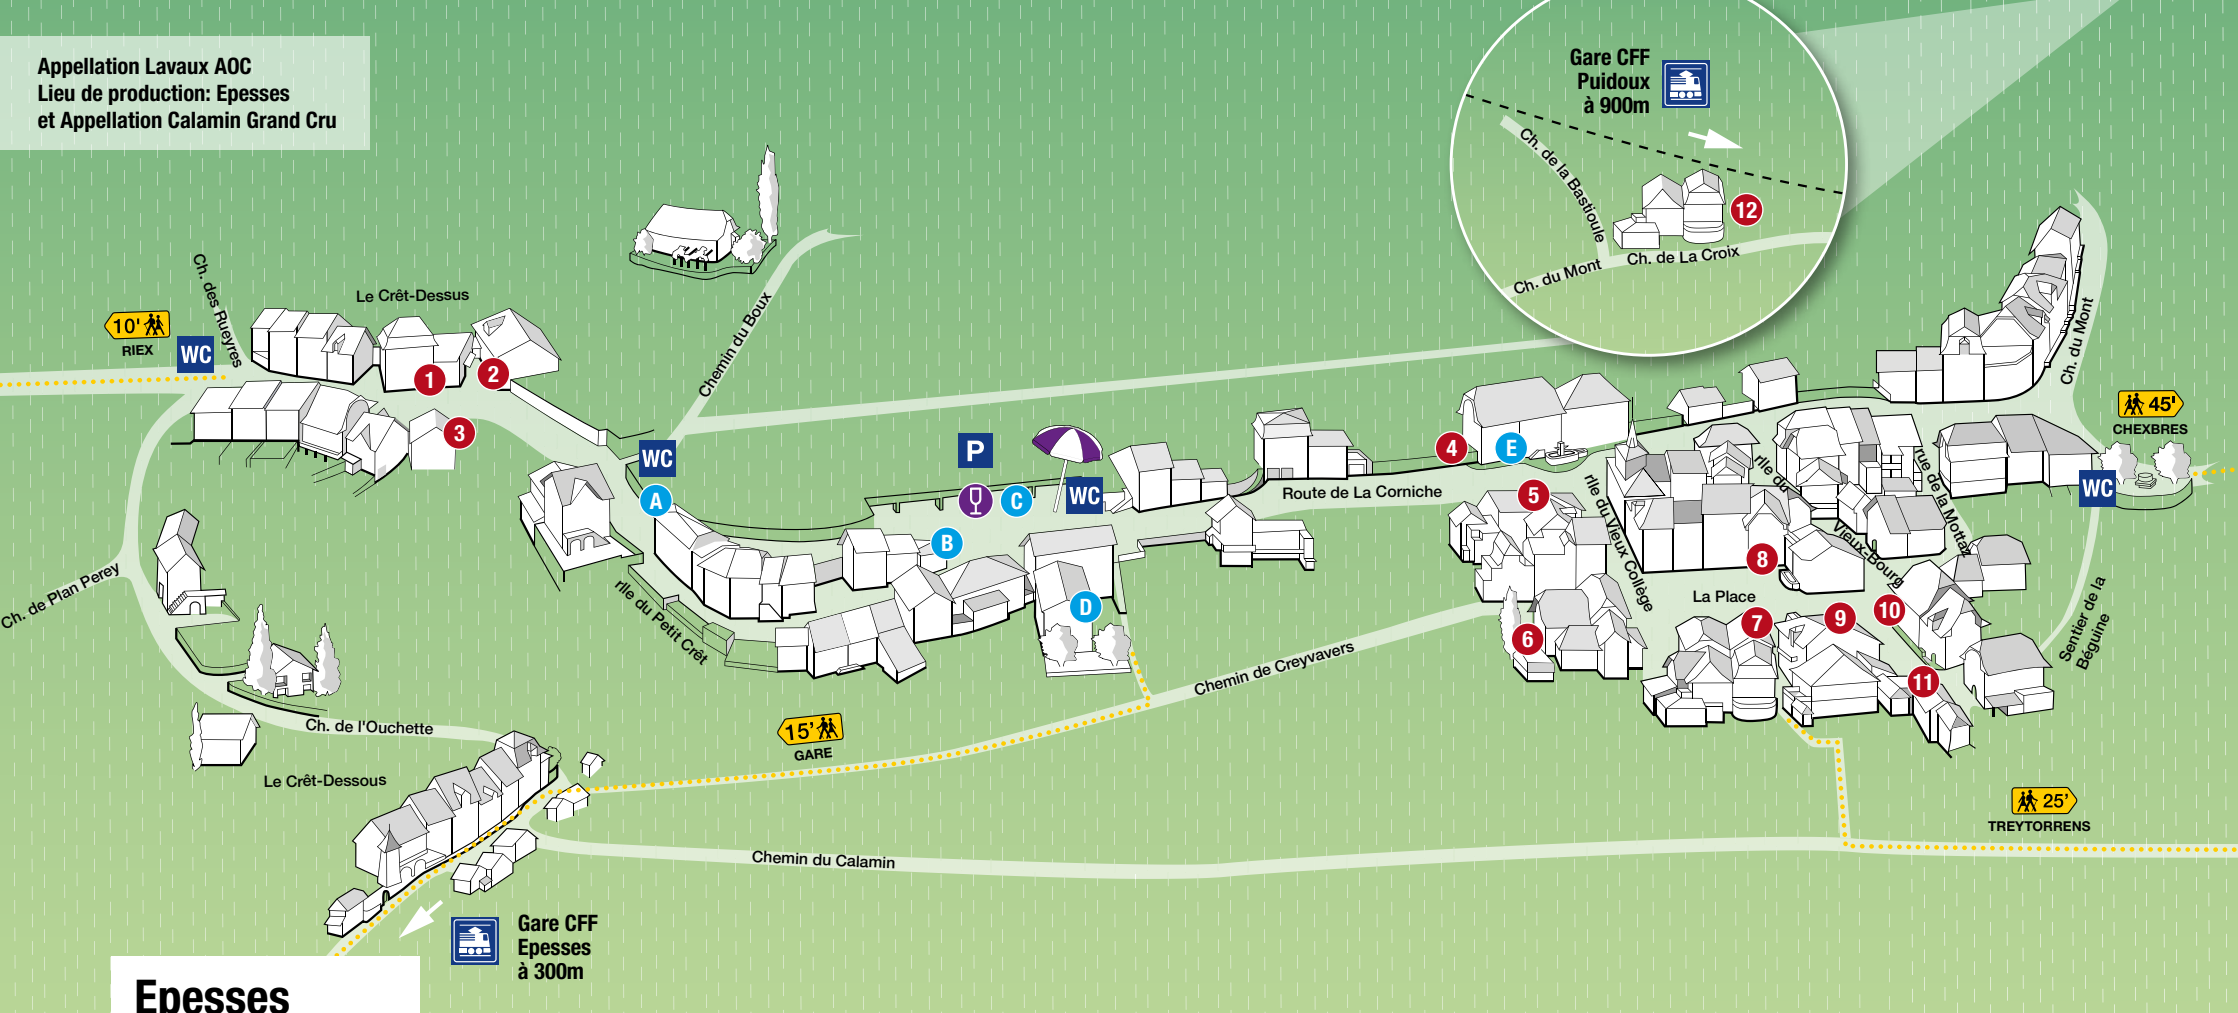 Appellation Lavaux AOC
Lieu de production: Epesses
et Appellation Calamin Grand Cru
Gare CFF
Puidoux
à 900m
Ch. de la Bastioule
12
Ch. du Mont
Ch. de La Croix
Ch. des Rueyres
Le Crêt-Dessus
10'
RIEX
WC
1
2
3
Chemin du Boux
Ch. du Mont
45'
CHEXBRES
WC
WC
A
P
C
WC
B
D
Route de La Corniche
4
E
5
6
rlle du Vieux Collège
rlle du
Vieux-Bourg
rue de la Mottaz
8
La Place
7
9
10
11
Sentier de la
Béguine
Ch. de Plan Perey
rlle du Petit Crêt
Chemin de Creyvavers
Ch. de l'Ouchette
15'
GARE
Le Crêt-Dessous
25'
TREYTORRENS
Chemin du Calamin
Gare CFF
Epesses
à 300m
Epesses